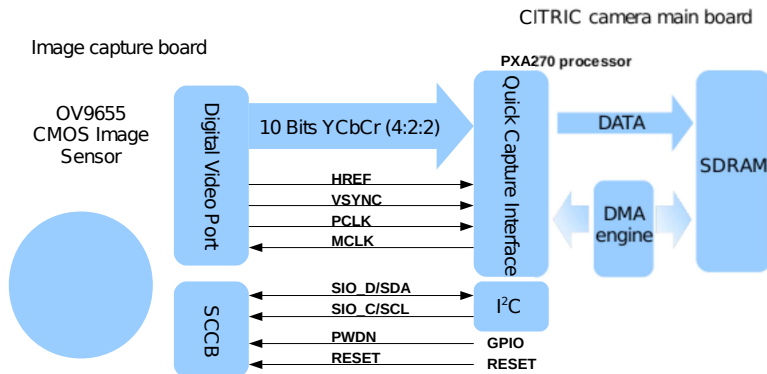 CITRIC camera main board
Image capture board
PXA270 processor
OV9655
CMOS Image
Sensor
Digital Video Port
10 Bits YCbCr (4:2:2)
Quick Capture Interface
DATA
SDRAM
HREF
VSYNC
PCLK
MCLK
DMA
engine
SCCB
SIO_D/SDA
SIO_C/SCL
I²C
PWDN
GPIO
RESET
RESET